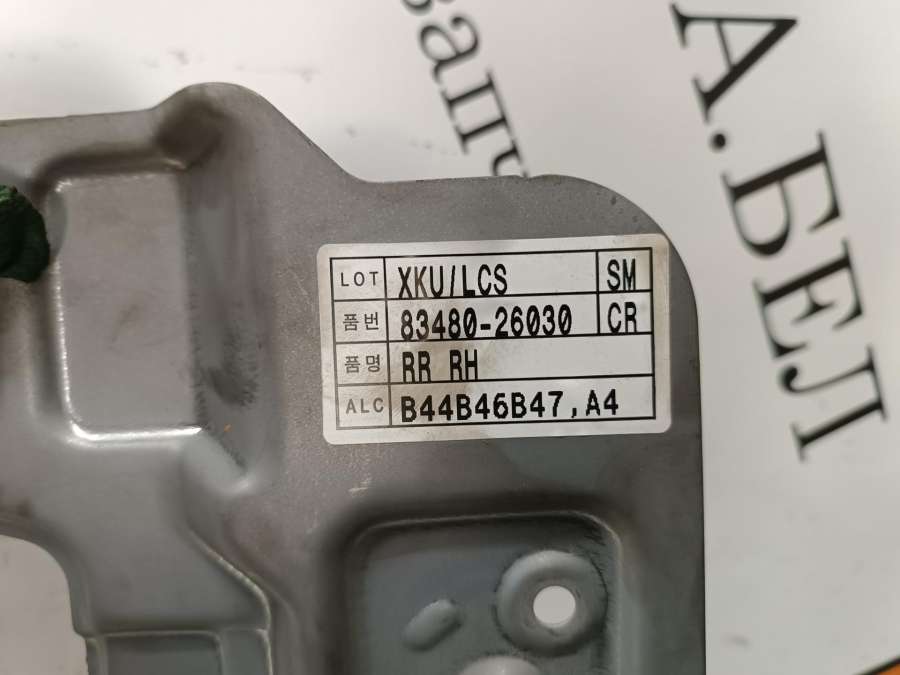 А.БЕЛ
LOT XKU/LCS SM
품번 83480-26030 CR
품명 RR RH
ALC B44B46B47,A4